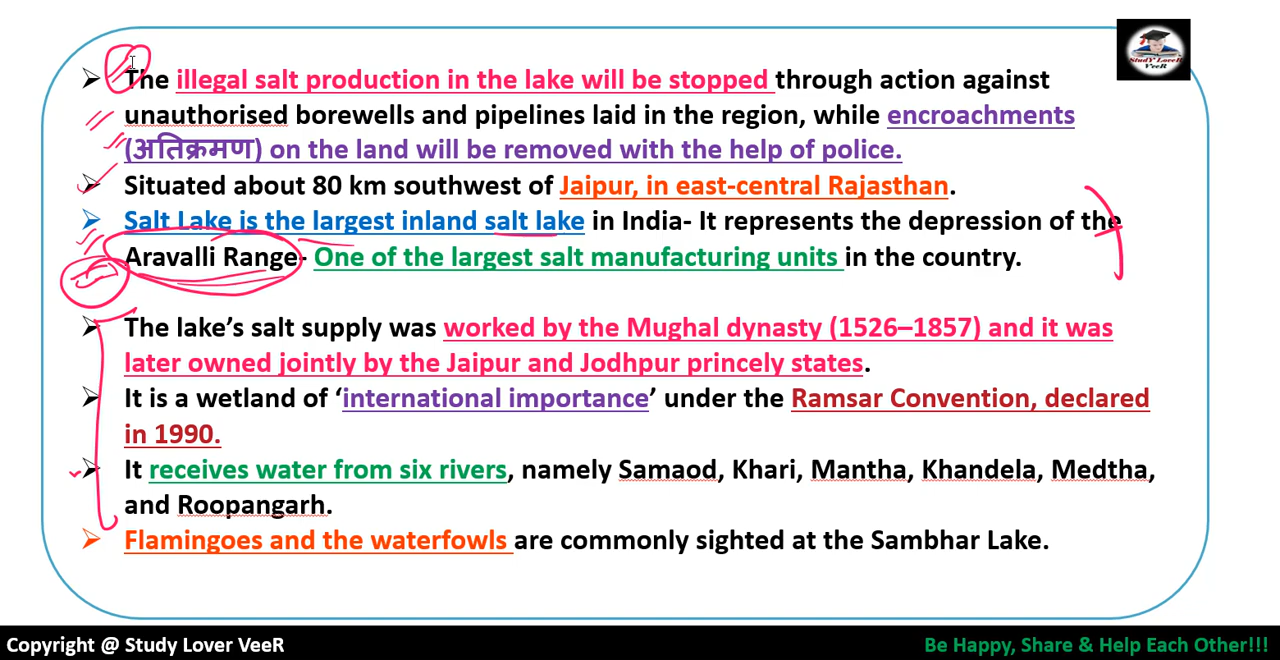 StudY LoveR
VeeR
➢ The illegal salt production in the lake will be stopped through action against
unauthorised borewells and pipelines laid in the region, while encroachments
(अतिक्रमण) on the land will be removed with the help of police.
➢ Situated about 80 km southwest of Jaipur, in east-central Rajasthan.
➢ Salt Lake is the largest inland salt lake in India- It represents the depression of the
Aravalli Range- One of the largest salt manufacturing units in the country.
➢ The lake’s salt supply was worked by the Mughal dynasty (1526–1857) and it was
later owned jointly by the Jaipur and Jodhpur princely states.
➢ It is a wetland of ‘international importance’ under the Ramsar Convention, declared
in 1990.
➢ It receives water from six rivers, namely Samaod, Khari, Mantha, Khandela, Medtha,
and Roopangarh.
➢ Flamingoes and the waterfowls are commonly sighted at the Sambhar Lake.
Copyright @ Study Lover VeeR
Be Happy, Share & Help Each Other!!!